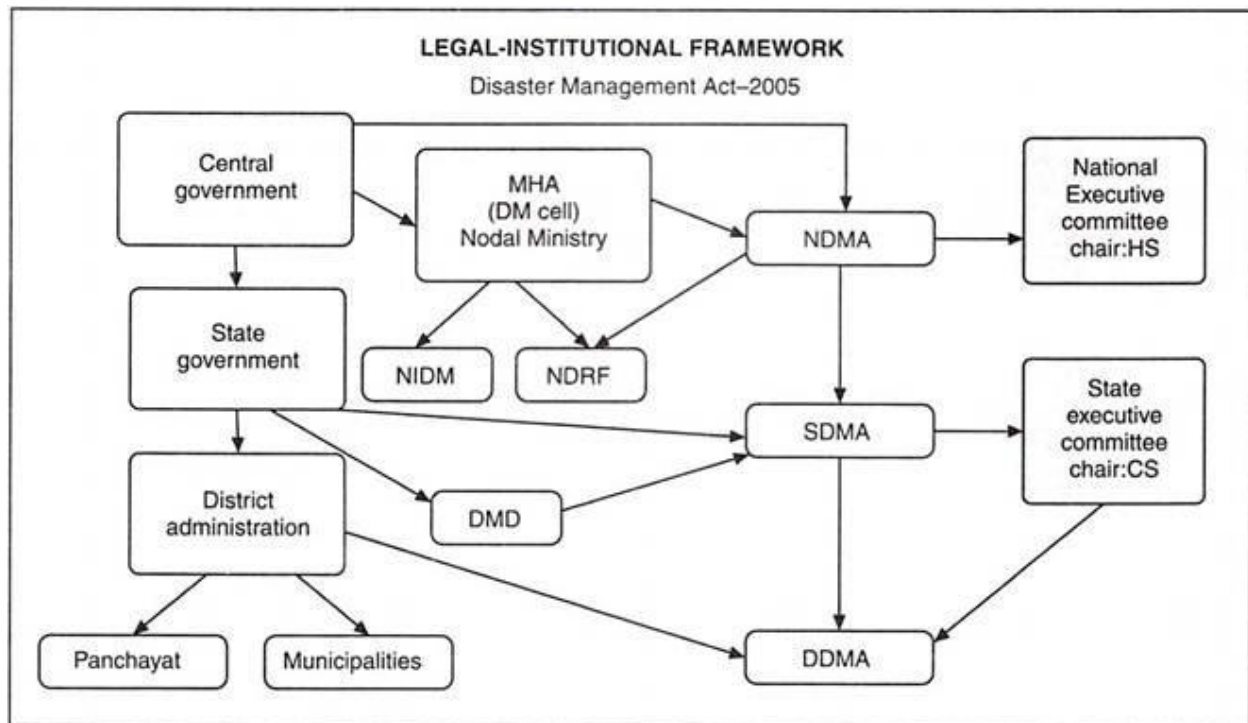 LEGAL-INSTITUTIONAL FRAMEWORK
Disaster Management Act–2005
Central
government
MHA
(DM cell)
Nodal Ministry
NDMA
National
Executive
committee
chair:HS
State
government
NIDM
NDRF
SDMA
State
executive
committee
chair:CS
District
administration
DMD
Panchayat
Municipalities
DDMA